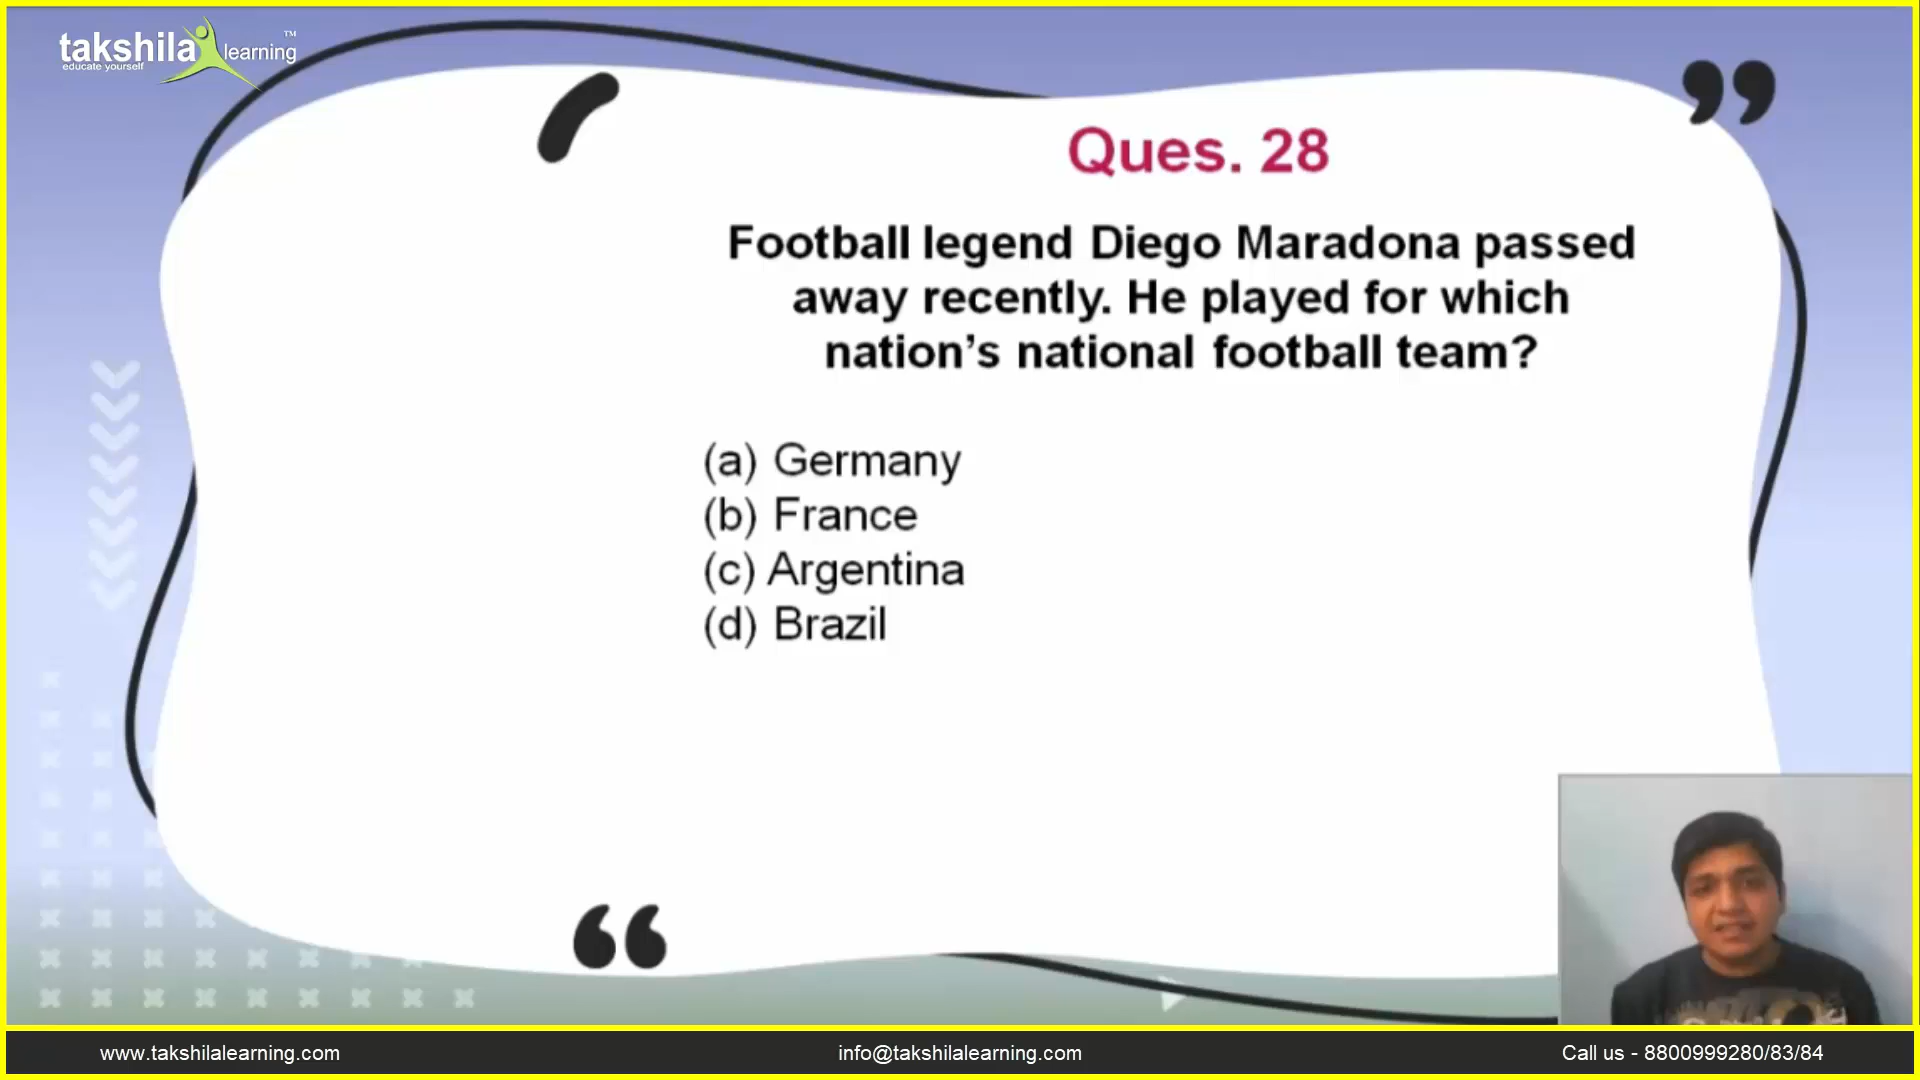 takshila learning™
educate yourself
Ques. 28
Football legend Diego Maradona passed
away recently. He played for which
nation’s national football team?
(a) Germany
(b) France
(c) Argentina
(d) Brazil
www.takshilalearning.com
info@takshilalearning.com
Call us - 8800999280/83/84